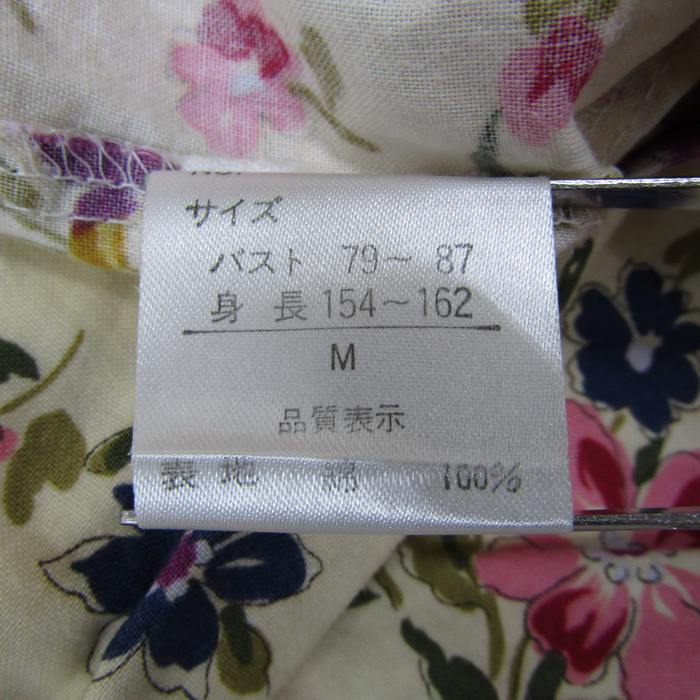 サイズ
バスト 79～ 87
身 長 154～162
M
品質表示
表 地 綿 100%